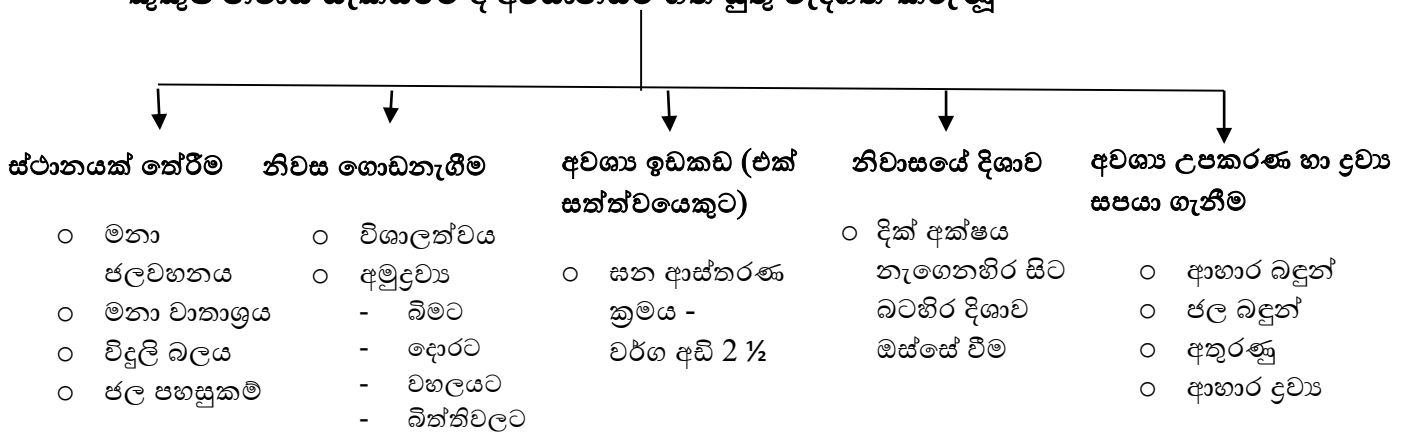 ස්ථානයක් තේරීම
○ මනා
ජලවහනය
○ මනා වාතාශ්‍රය
○ විදුලි බලය
○ ජල පහසුකම්
නිවස ගොඩනැගීම
○ විශාලත්වය
○ අමුද්‍රව්‍ය
- බිමට
- දොරට
- වහලයට
- බිත්තිවලට
අවශ්‍ය ඉඩකඩ (එක්
සත්ත්වයෙකුට)
○ ඝන ආස්තරණ
ක්‍රමය -
වර්ග අඩි 2 ½
නිවාසයේ දිශාව
○ දික් අක්ෂය
නැගෙනහිර සිට
බටහිර දිශාව
ඔස්සේ වීම
අවශ්‍ය උපකරණ හා ද්‍රව්‍ය
සපයා ගැනීම
○ ආහාර බඳුන්
○ ජල බඳුන්
○ අතුරණු
○ ආහාර ද්‍රව්‍ය